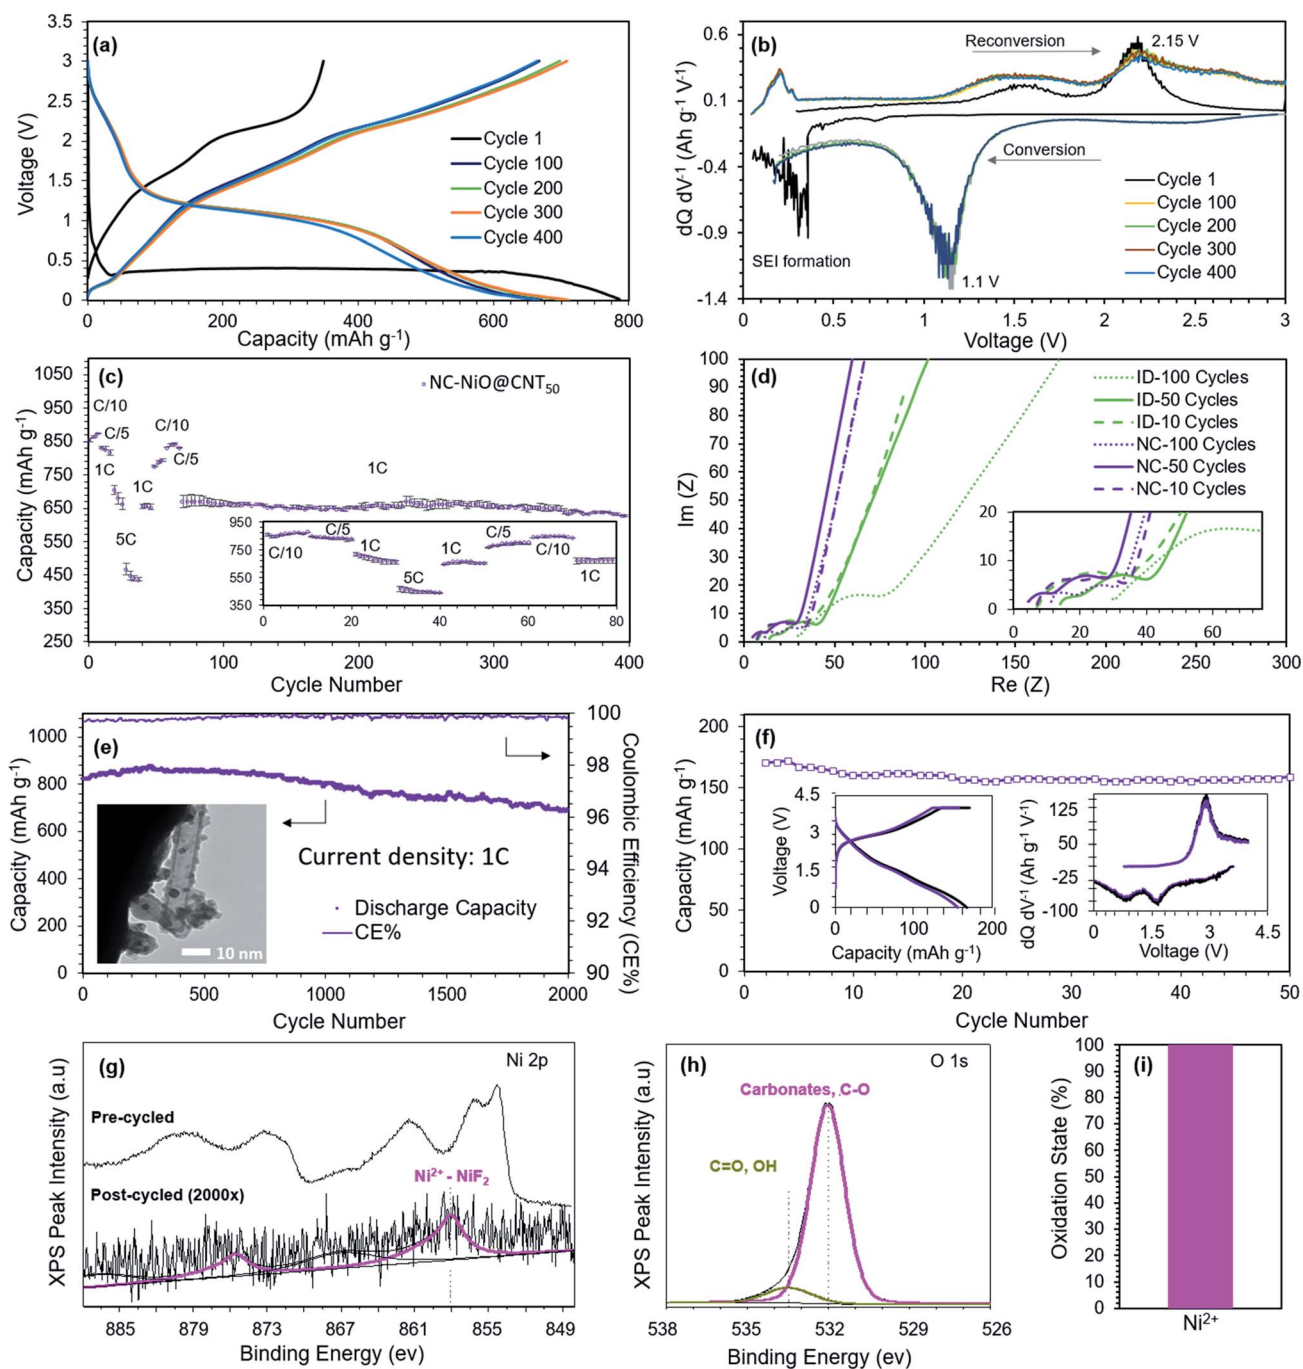 (a)
3.5
3
2.5
2
1.5
1
0.5
0
Voltage (V)
Cycle 1
Cycle 100
Cycle 200
Cycle 300
Cycle 400
0 200 400 600 800
Capacity (mAh g-1)
(b)
0.6
0.1
-0.4
-0.9
-1.4
dQ dV-1 (Ah g-1 V-1)
Reconversion
2.15 V
Conversion
SEI formation
1.1 V
Cycle 1
Cycle 100
Cycle 200
Cycle 300
Cycle 400
0 0.5 1 1.5 2 2.5 3
Voltage (V)
(c)
NC-NiO@CNT50
1050
950
850
750
650
550
450
350
250
Capacity (mAh g-1)
C/10
C/5
1C
5C
1C
C/10
C/5
1C
950
750
550
350
C/10
C/5
1C
5C
1C
C/5
C/10
1C
0 20 40 60 80
0 100 200 300 400
Cycle Number
(d)
100
90
80
70
60
50
40
30
20
10
0
Im (Z)
ID-100 Cycles
ID-50 Cycles
ID-10 Cycles
NC-100 Cycles
NC-50 Cycles
NC-10 Cycles
20
10
0
0 20 40 60
0 50 100 150 200 250 300
Re (Z)
(e)
1000
800
600
400
200
0
Capacity (mAh g-1)
100
98
96
94
92
90
Coulombic Efficiency (CE%)
Current density: 1C
Discharge Capacity
CE%
10 nm
0 500 1000 1500 2000
Cycle Number
(f)
200
150
100
50
0
Capacity (mAh g-1)
4.5
3
1.5
0
Voltage (V)
0 100 200
Capacity (mAh g-1)
125
50
-25
-100
dQ dV-1 (Ah g-1 V-1)
0 1.5 3 4.5
Voltage (V)
0 10 20 30 40 50
Cycle Number
(g)
Ni 2p
XPS Peak Intensity (a.u)
Pre-cycled
Ni2+ - NiF2
Post-cycled (2000x)
885 879 873 867 861 855 849
Binding Energy (ev)
(h)
O 1s
XPS Peak Intensity (a.u)
Carbonates, C-O
C=O, OH
538 535 532 529 526
Binding Energy (ev)
(i)
100
90
80
70
60
50
40
30
20
10
0
Oxidation State (%)
Ni2+